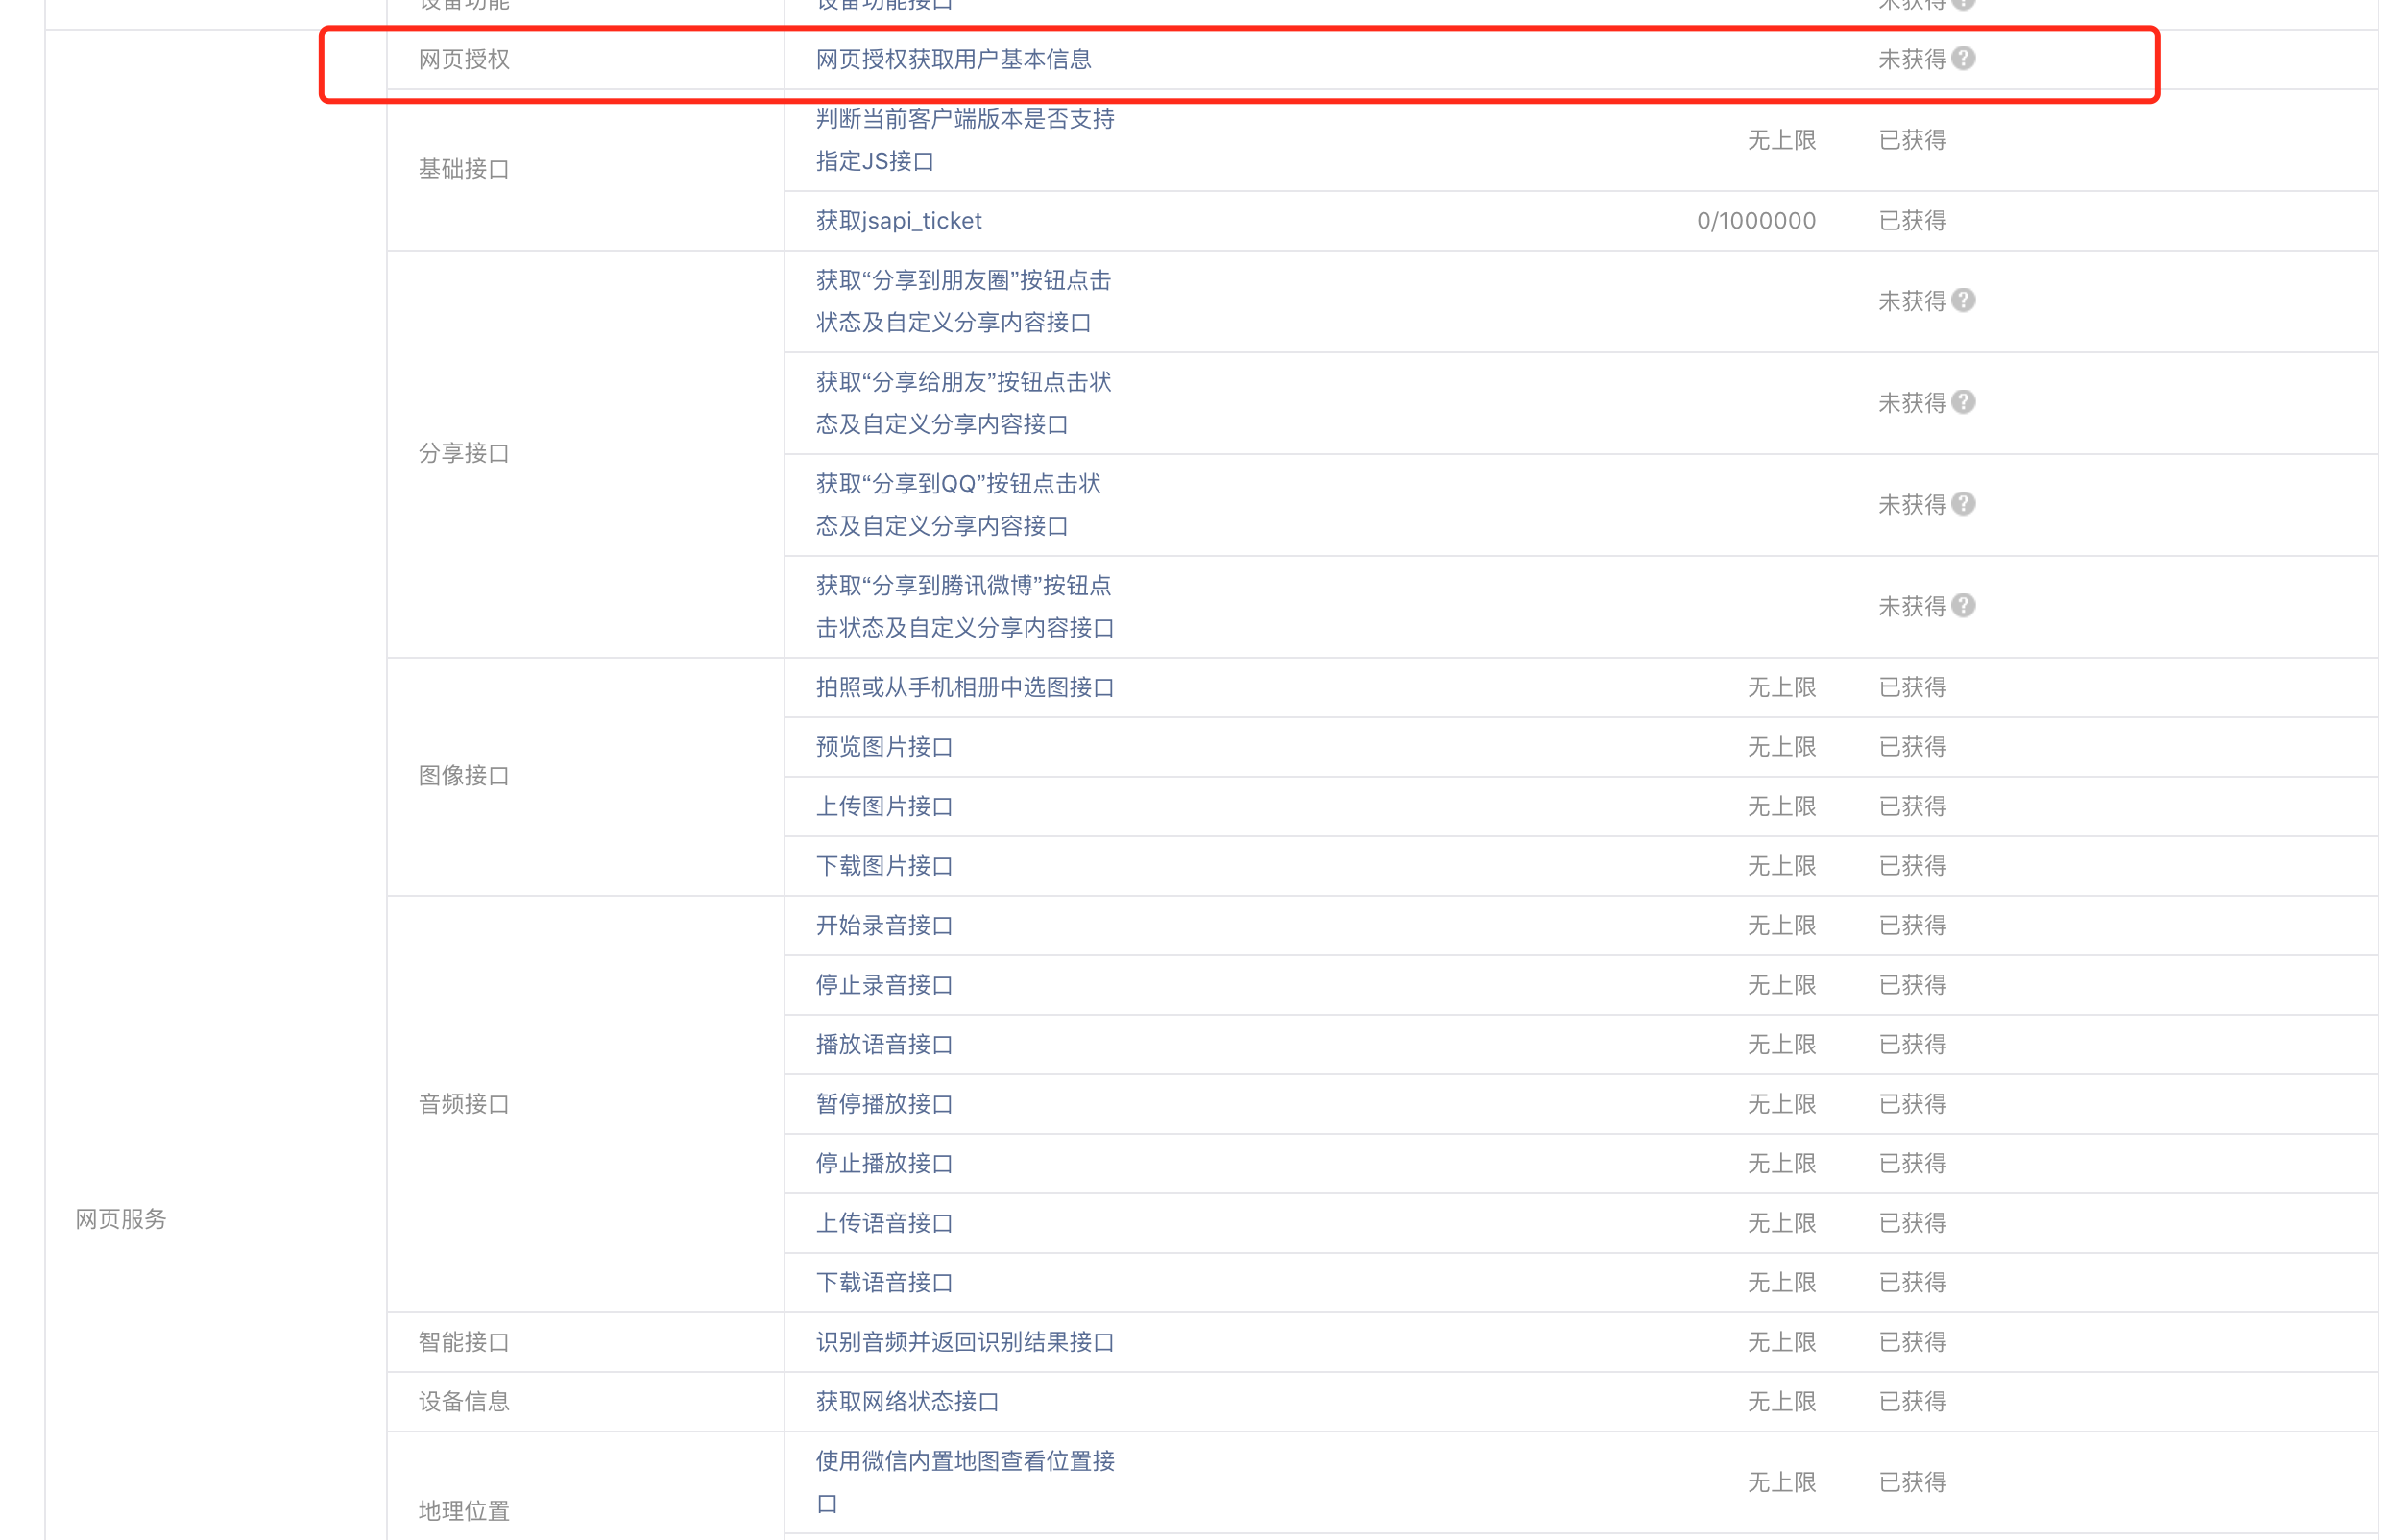 设备功能 设备功能接口 未获得
网页授权 网页授权获取用户基本信息 未获得
判断当前客户端版本是否支持
指定JS接口 无上限 已获得
基础接口
获取jsapi_ticket 0/1000000 已获得
获取“分享到朋友圈”按钮点击
状态及自定义分享内容接口 未获得
获取“分享给朋友”按钮点击状
态及自定义分享内容接口 未获得
分享接口
获取“分享到QQ”按钮点击状
态及自定义分享内容接口 未获得
获取“分享到腾讯微博”按钮点
击状态及自定义分享内容接口 未获得
拍照或从手机相册中选图接口 无上限 已获得
预览图片接口 无上限 已获得
图像接口
上传图片接口 无上限 已获得
下载图片接口 无上限 已获得
开始录音接口 无上限 已获得
停止录音接口 无上限 已获得
播放语音接口 无上限 已获得
音频接口 暂停播放接口 无上限 已获得
停止播放接口 无上限 已获得
网页服务
上传语音接口 无上限 已获得
下载语音接口 无上限 已获得
智能接口 识别音频并返回识别结果接口 无上限 已获得
设备信息 获取网络状态接口 无上限 已获得
使用微信内置地图查看位置接
口 无上限 已获得
地理位置